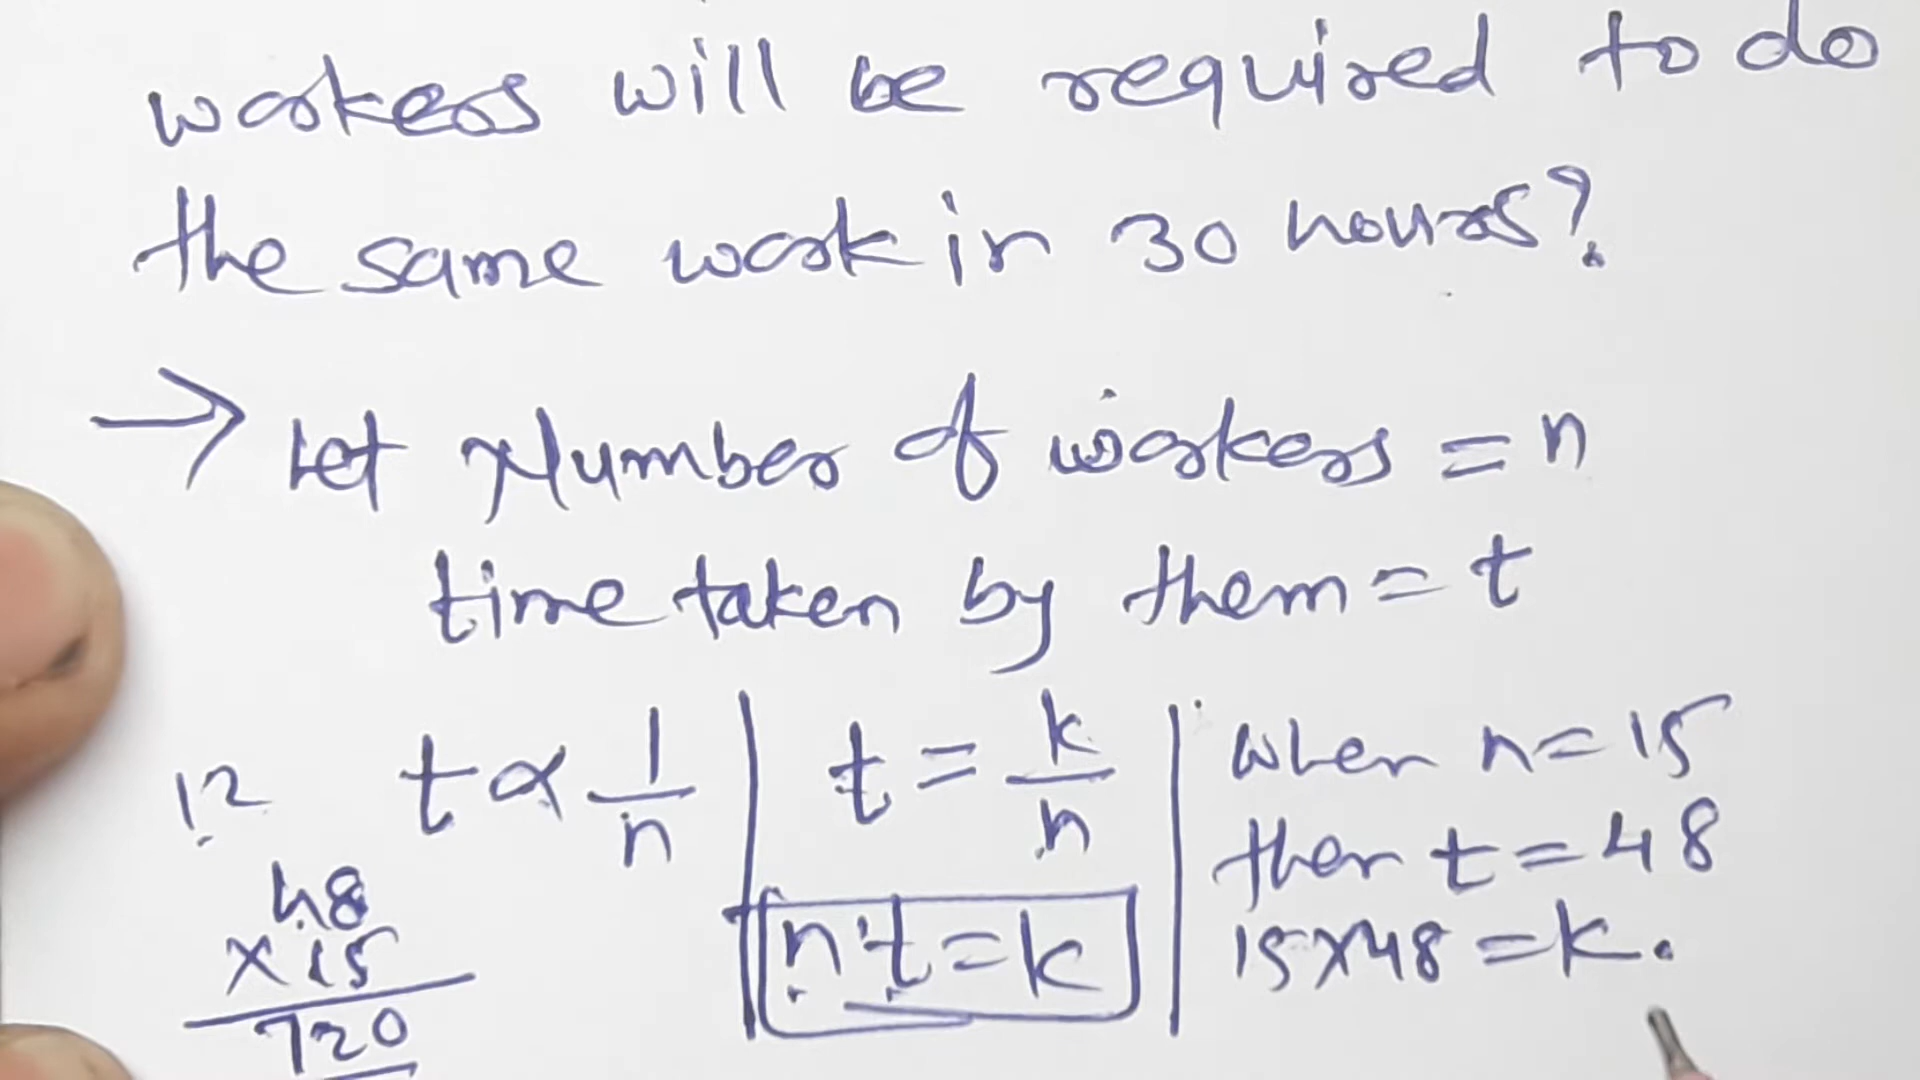 workers will be required to do
the same work in 30 hours?
→ Let Number of workers = n
time taken by them = t
t ∝ 1/n
t = k/n
n·t = k
when n = 15
then t = 48
15×48 = k.
12
48
×15
720